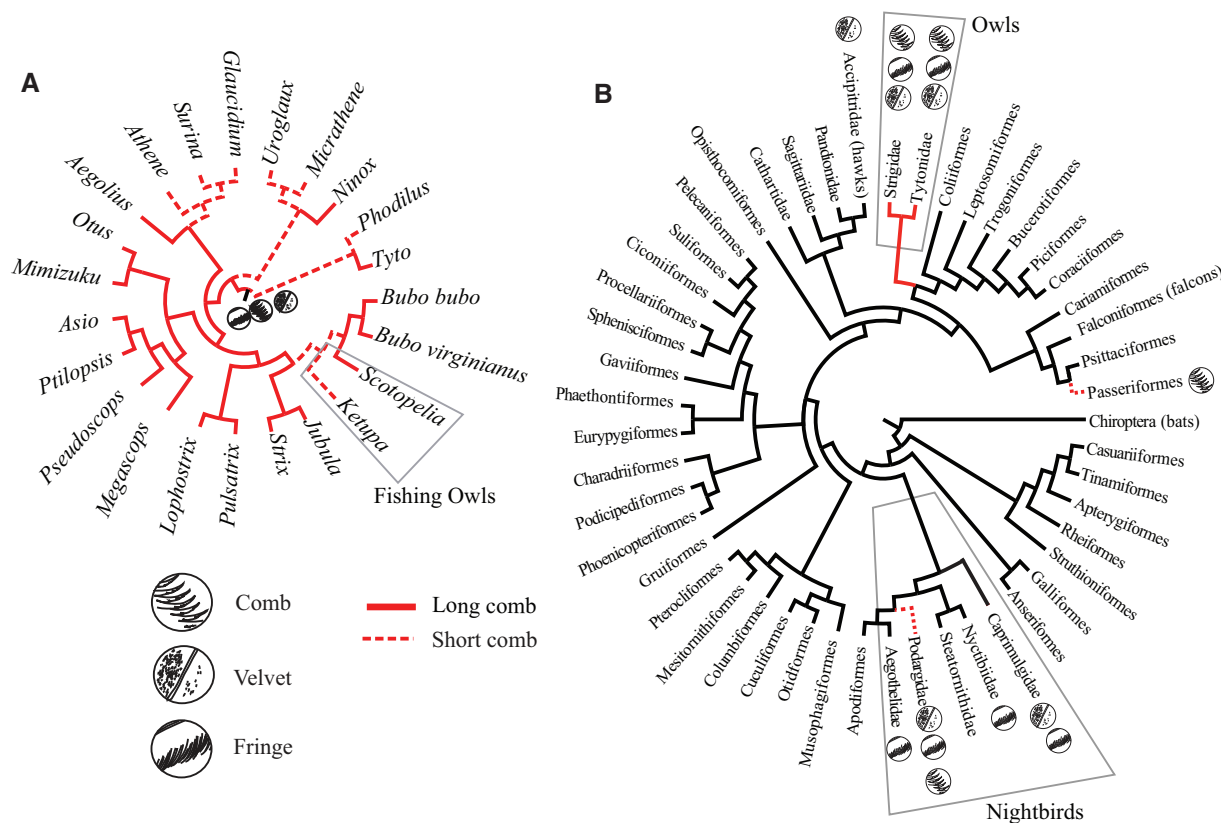 A
Aegolius
Athene
Surina
Glaucidium
Uroglaux
Micrathene
Ninox
Phodilus
Tyto
Bubo bubo
Bubo virginianus
Scotopelia
Ketupa
Fishing Owls
Jubula
Strix
Pulsatrix
Lophostrix
Megascops
Pseudoscops
Ptilopsis
Asio
Mimizuku
Otus
Comb
Velvet
Fringe
Long comb
Short comb
B
Owls
Opisthocomiformes
Cathartidae
Sagitariidae
Pandionidae
Accipitridae (hawks)
Strigidae
Tytonidae
Coliiformes
Leptosomiformes
Trogoniformes
Bucerotiformes
Piciformes
Coraciiformes
Cariamiformes
Falconiformes (falcons)
Psittaciformes
Passeriformes
Chiroptera (bats)
Casuariiformes
Tinamiformes
Apterygiformes
Rheiformes
Struthioniformes
Galliformes
Anseriformes
Caprimulgidae
Nyctibiidae
Steatornithidae
Podargidae
Aegothelidae
Apodiformes
Nightbirds
Musophagiformes
Otidformes
Cuculiformes
Columbiformes
Mesitornithiformes
Pterocliformes
Gruiformes
Phoenicopteriformes
Podicipediformes
Charadriiformes
Eurypygiformes
Phaethontiformes
Gaviiformes
Sphenisciformes
Procellariiformes
Ciconiiformes
Suliformes
Pelecaniformes